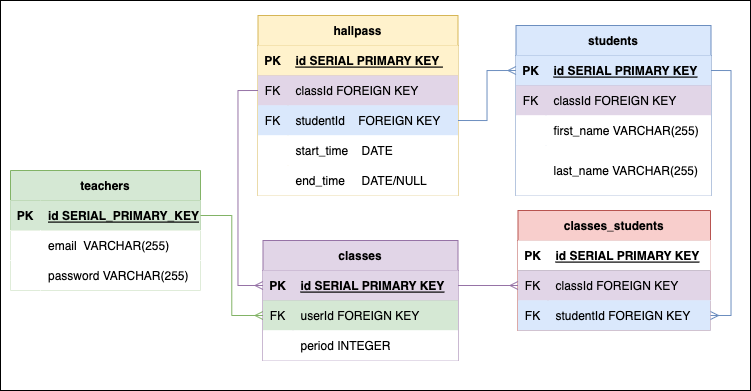 hallpass
PK id SERIAL PRIMARY KEY
FK classId FOREIGN KEY
FK studentId FOREIGN KEY
start_time DATE
end_time DATE/NULL
students
PK id SERIAL PRIMARY KEY
FK classId FOREIGN KEY
first_name VARCHAR(255)
last_name VARCHAR(255)
teachers
PK id SERIAL_PRIMARY_KEY
email VARCHAR(255)
password VARCHAR(255)
classes
PK id SERIAL PRIMARY KEY
FK userId FOREIGN KEY
period INTEGER
classes_students
PK id SERIAL PRIMARY KEY
FK classId FOREIGN KEY
FK studentId FOREIGN KEY